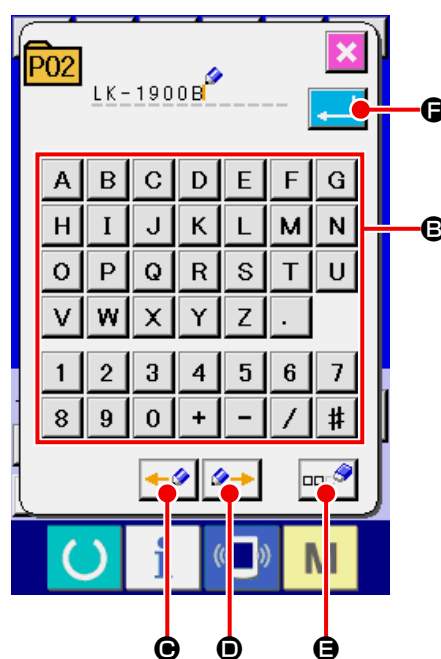 P02
LK-1900B
F
A B C D E F G
H I J K L M N
B
O P Q R S T U
V W X Y Z .
1 2 3 4 5 6 7
8 9 0 + - / #
i M
C D E